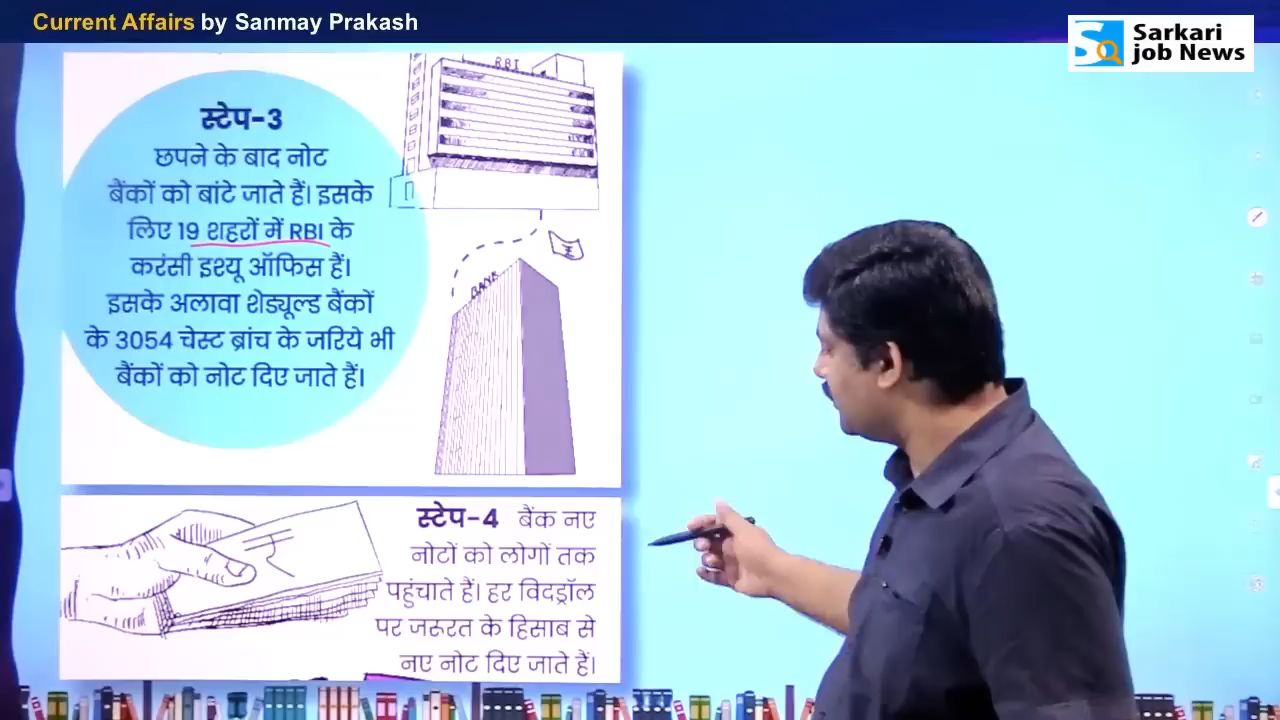 Current Affairs by Sanmay Prakash
Sarkari
Job News
स्टेप-3
छपने के बाद नोट
बैंकों को बांटे जाते हैं। इसके
लिए 19 शहरों में RBI के
करंसी इश्यू ऑफिस हैं।
इसके अलावा शेड्यूल्ड बैंकों
के 3054 चेस्ट ब्रांच के जरिये भी
बैंकों को नोट दिए जाते हैं।
RBI
₹
BANK
₹
स्टेप-4 बैंक नए
नोटों को लोगों तक
पहुंचाते हैं। हर विदड्रॉल
पर जरूरत के हिसाब से
नए नोट दिए जाते हैं।